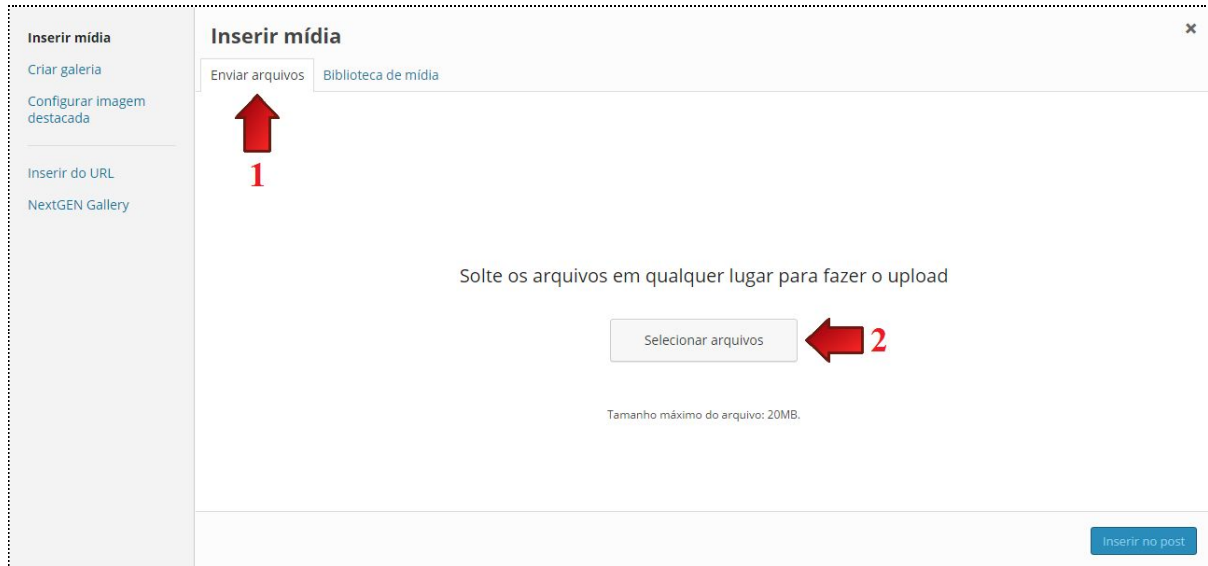 Inserir mídia
Criar galeria
Configurar imagem
destacada
Inserir do URL
NextGEN Gallery
Inserir mídia
Enviar arquivos Biblioteca de mídia
1
Solte os arquivos em qualquer lugar para fazer o upload
Selecionar arquivos 2
Tamanho máximo do arquivo: 20MB.
Inserir no post